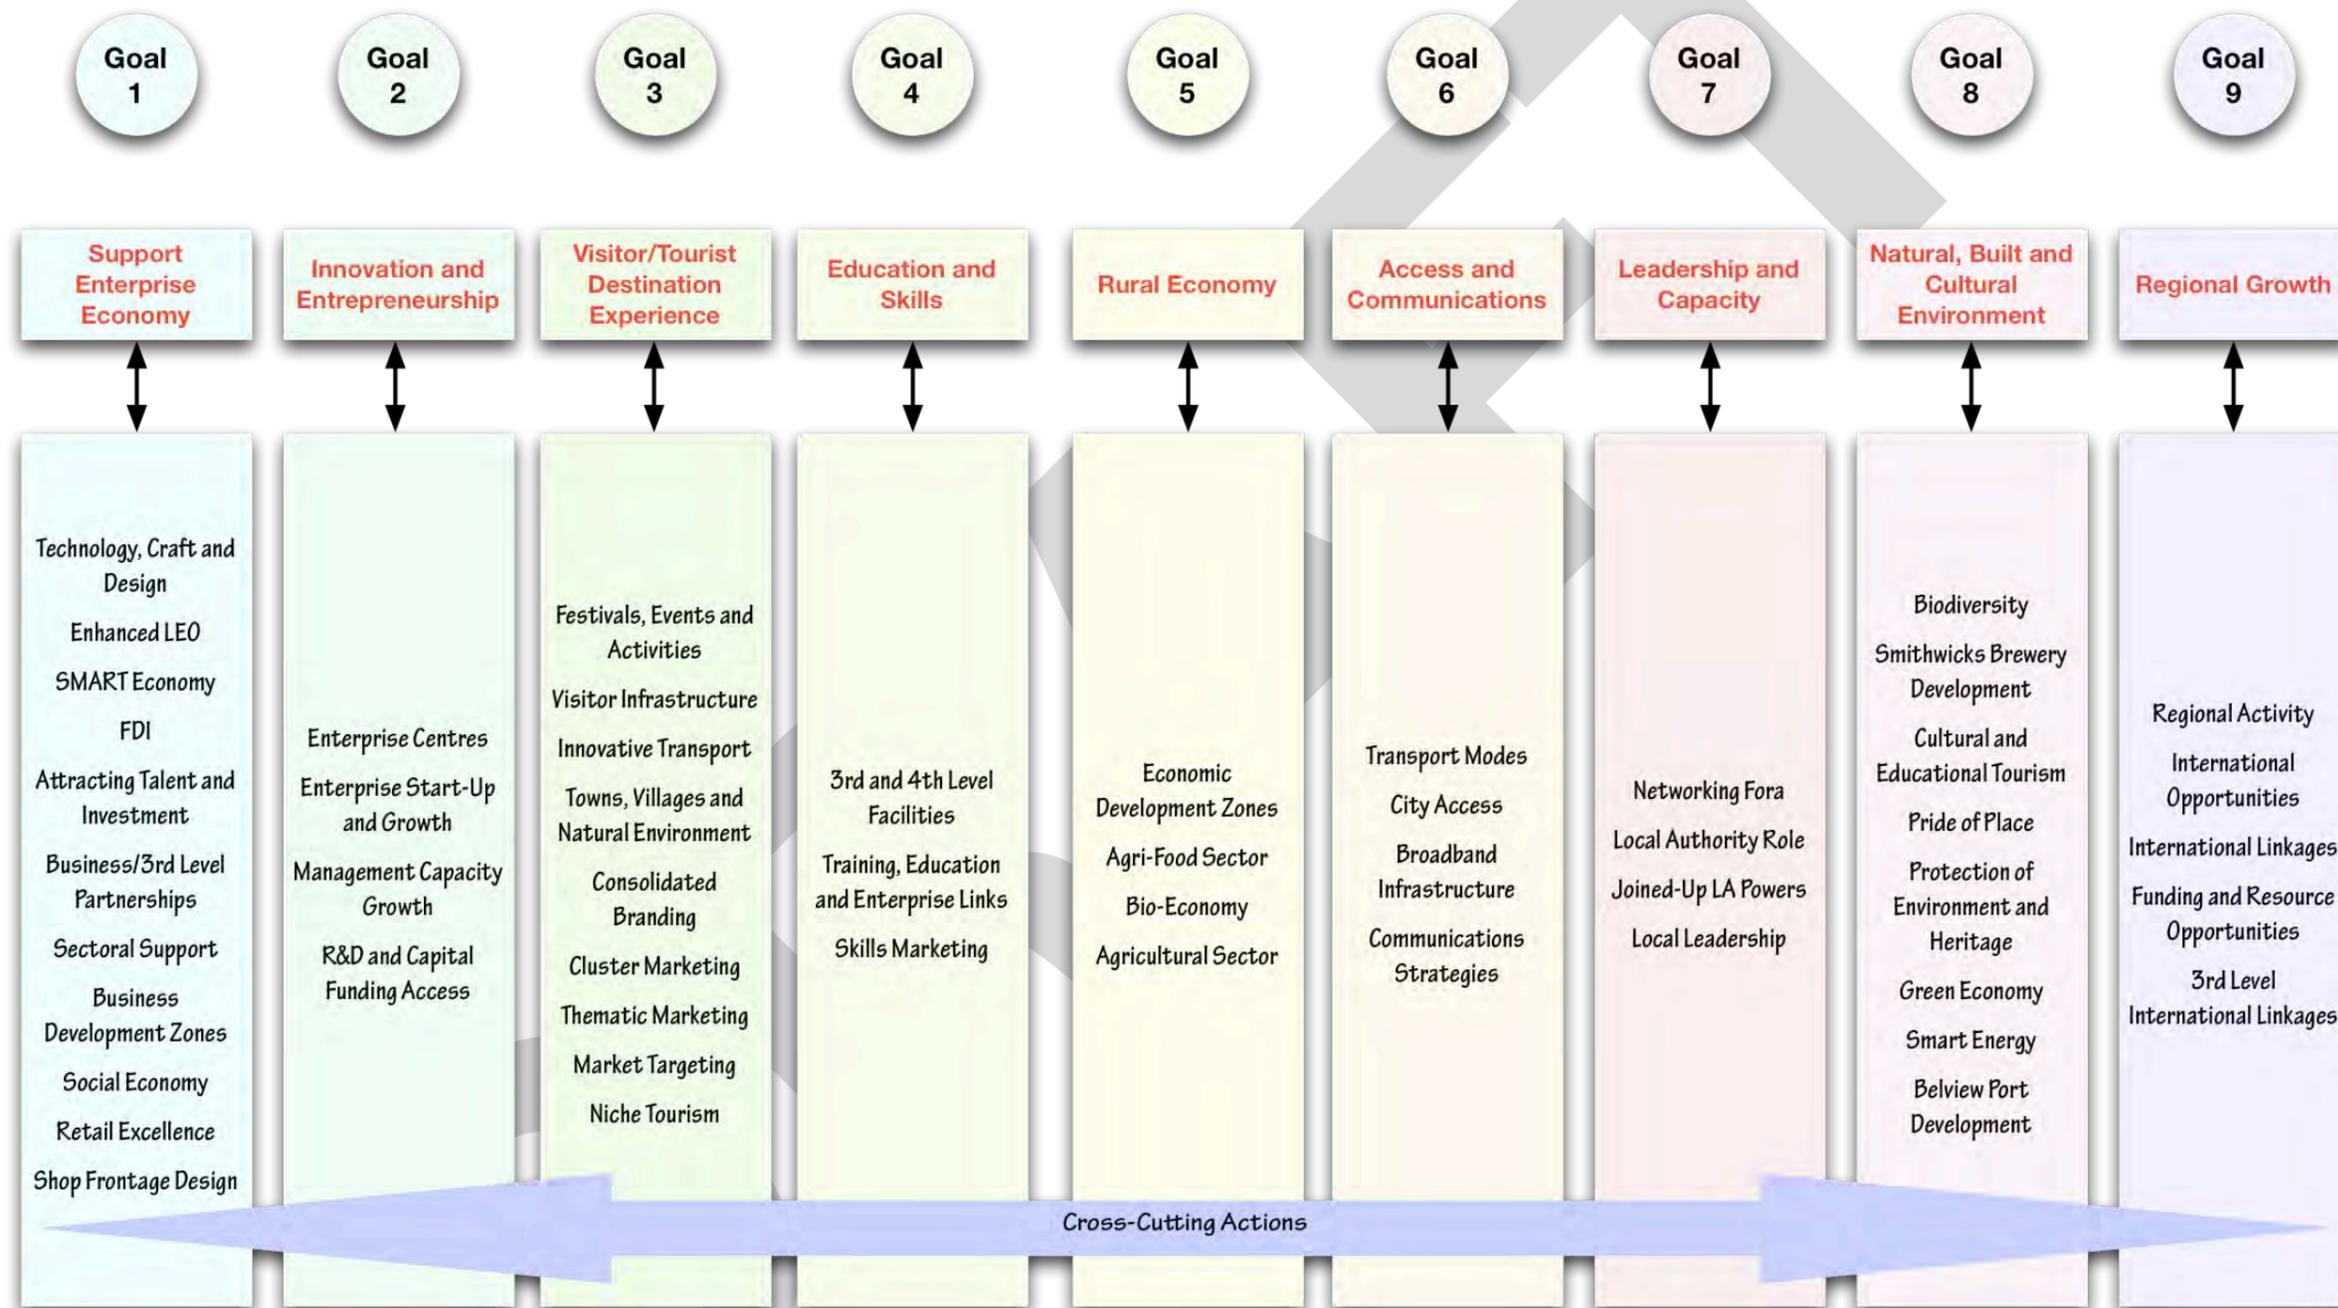 Goal
1
Goal
2
Goal
3
Goal
4
Goal
5
Goal
6
Goal
7
Goal
8
Goal
9
Support
Enterprise
Economy
Innovation and
Entrepreneurship
Visitor/Tourist
Destination
Experience
Education and
Skills
Rural Economy
Access and
Communications
Leadership and
Capacity
Natural, Built and
Cultural
Environment
Regional Growth
Technology, Craft and
Design
Enhanced LEO
SMART Economy
FDI
Attracting Talent and
Investment
Business/3rd Level
Partnerships
Sectoral Support
Business
Development Zones
Social Economy
Retail Excellence
Shop Frontage Design
Enterprise Centres
Enterprise Start-Up
and Growth
Management Capacity
Growth
R&D and Capital
Funding Access
Festivals, Events and
Activities
Visitor Infrastructure
Innovative Transport
Towns, Villages and
Natural Environment
Consolidated
Branding
Cluster Marketing
Thematic Marketing
Market Targeting
Niche Tourism
3rd and 4th Level
Facilities
Training, Education
and Enterprise Links
Skills Marketing
Economic
Development Zones
Agri-Food Sector
Bio-Economy
Agricultural Sector
Transport Modes
City Access
Broadband
Infrastructure
Communications
Strategies
Networking Fora
Local Authority Role
Joined-Up LA Powers
Local Leadership
Biodiversity
Smithwicks Brewery
Development
Cultural and
Educational Tourism
Pride of Place
Protection of
Environment and
Heritage
Green Economy
Smart Energy
Belview Port
Development
Regional Activity
International
Opportunities
International Linkages
Funding and Resource
Opportunities
3rd Level
International Linkages
Cross-Cutting Actions